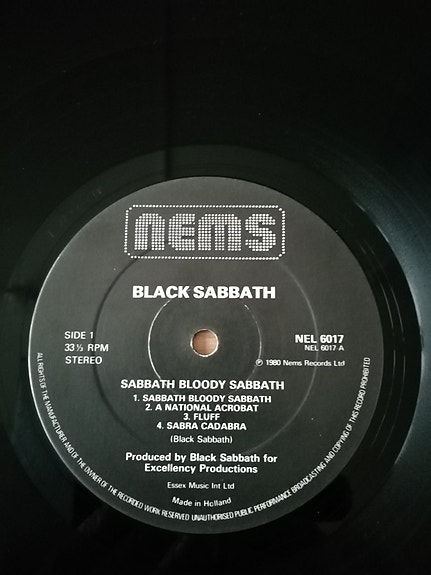 NEMS
BLACK SABBATH
SIDE 1
33⅓ RPM
STEREO
NEL 6017
NEL 6017 A
℗ 1980 Nems Records Ltd
SABBATH BLOODY SABBATH
1. SABBATH BLOODY SABBATH
2. A NATIONAL ACROBAT
3. FLUFF
4. SABRA CADABRA
(Black Sabbath)
Produced by Black Sabbath for
Excellency Productions
Essex Music Int Ltd
Made in Holland
ALL RIGHTS OF THE MANUFACTURER AND OF THE OWNER OF THE RECORDED WORK RESERVED UNAUTHORISED PUBLIC PERFORMANCE BROADCASTING AND COPYING OF THIS RECORD PROHIBITED